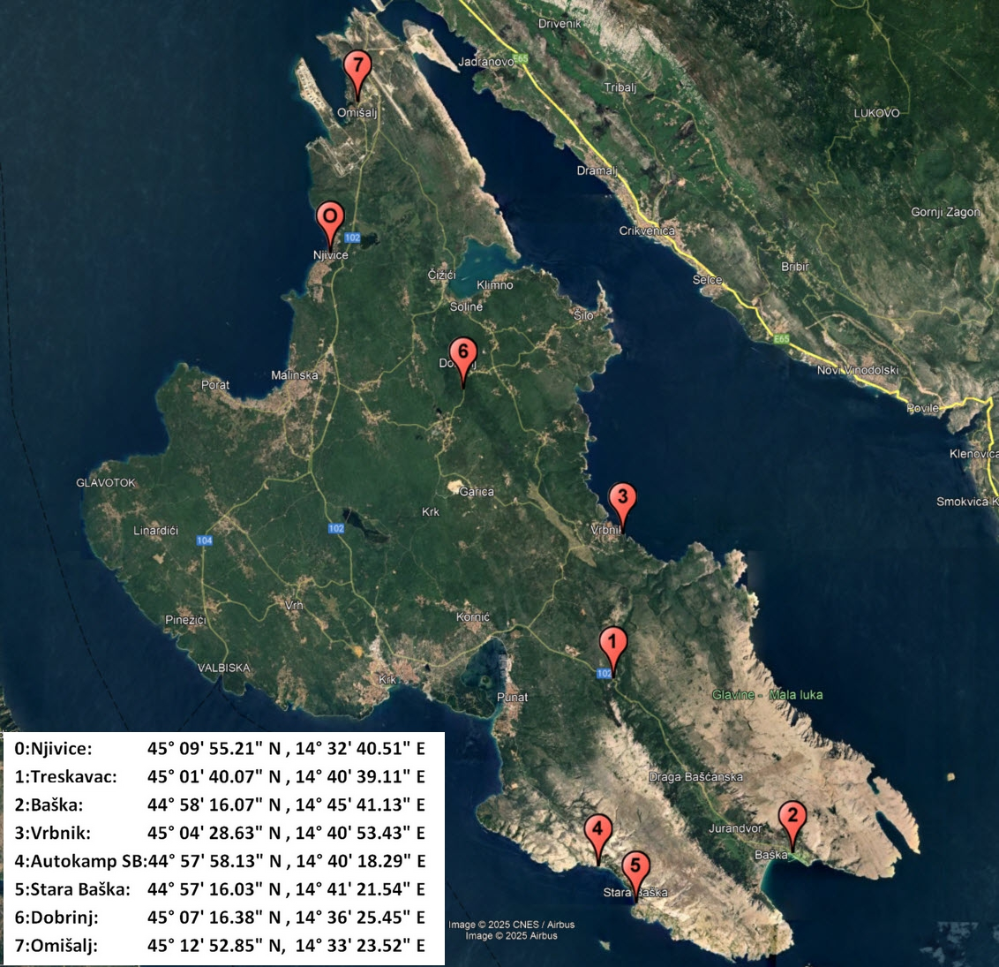 Drivenik
Jadranovo
E65
7
Tribalj
Omišalj
LUKOVO
Dramalj
O
Gornji Zagon
102
Crikvenica
Njivice
Bribir
Čižići
Klimno
Selce
Soline
Šilo
E65
6
Novi Vinodolski
Malinska
Porat
Povile
Klenovica
GLAVOTOK
Garica
3
Smokvica K
Krk
102
Linardići
104
Vrbnik
Vrh
Kornić
Pinezići
1
VALBISKA
102
Krk
Punat
Glavine - Mala luka
Draga Bašćanska
2
4
Jurandvor
Baška
5
Stara Baška
Image © 2025 CNES / Airbus
Image © 2025 Airbus
0:Njivice: 45° 09' 55.21" N , 14° 32' 40.51" E
1:Treskavac: 45° 01' 40.07" N , 14° 40' 39.11" E
2:Baška: 44° 58' 16.07" N , 14° 45' 41.13" E
3:Vrbnik: 45° 04' 28.63" N , 14° 40' 53.43" E
4:Autokamp SB:44° 57' 58.13" N , 14° 40' 18.29" E
5:Stara Baška: 44° 57' 16.03" N , 14° 41' 21.54" E
6:Dobrinj: 45° 07' 16.38" N , 14° 36' 25.45" E
7:Omišalj: 45° 12' 52.85" N, 14° 33' 23.52" E